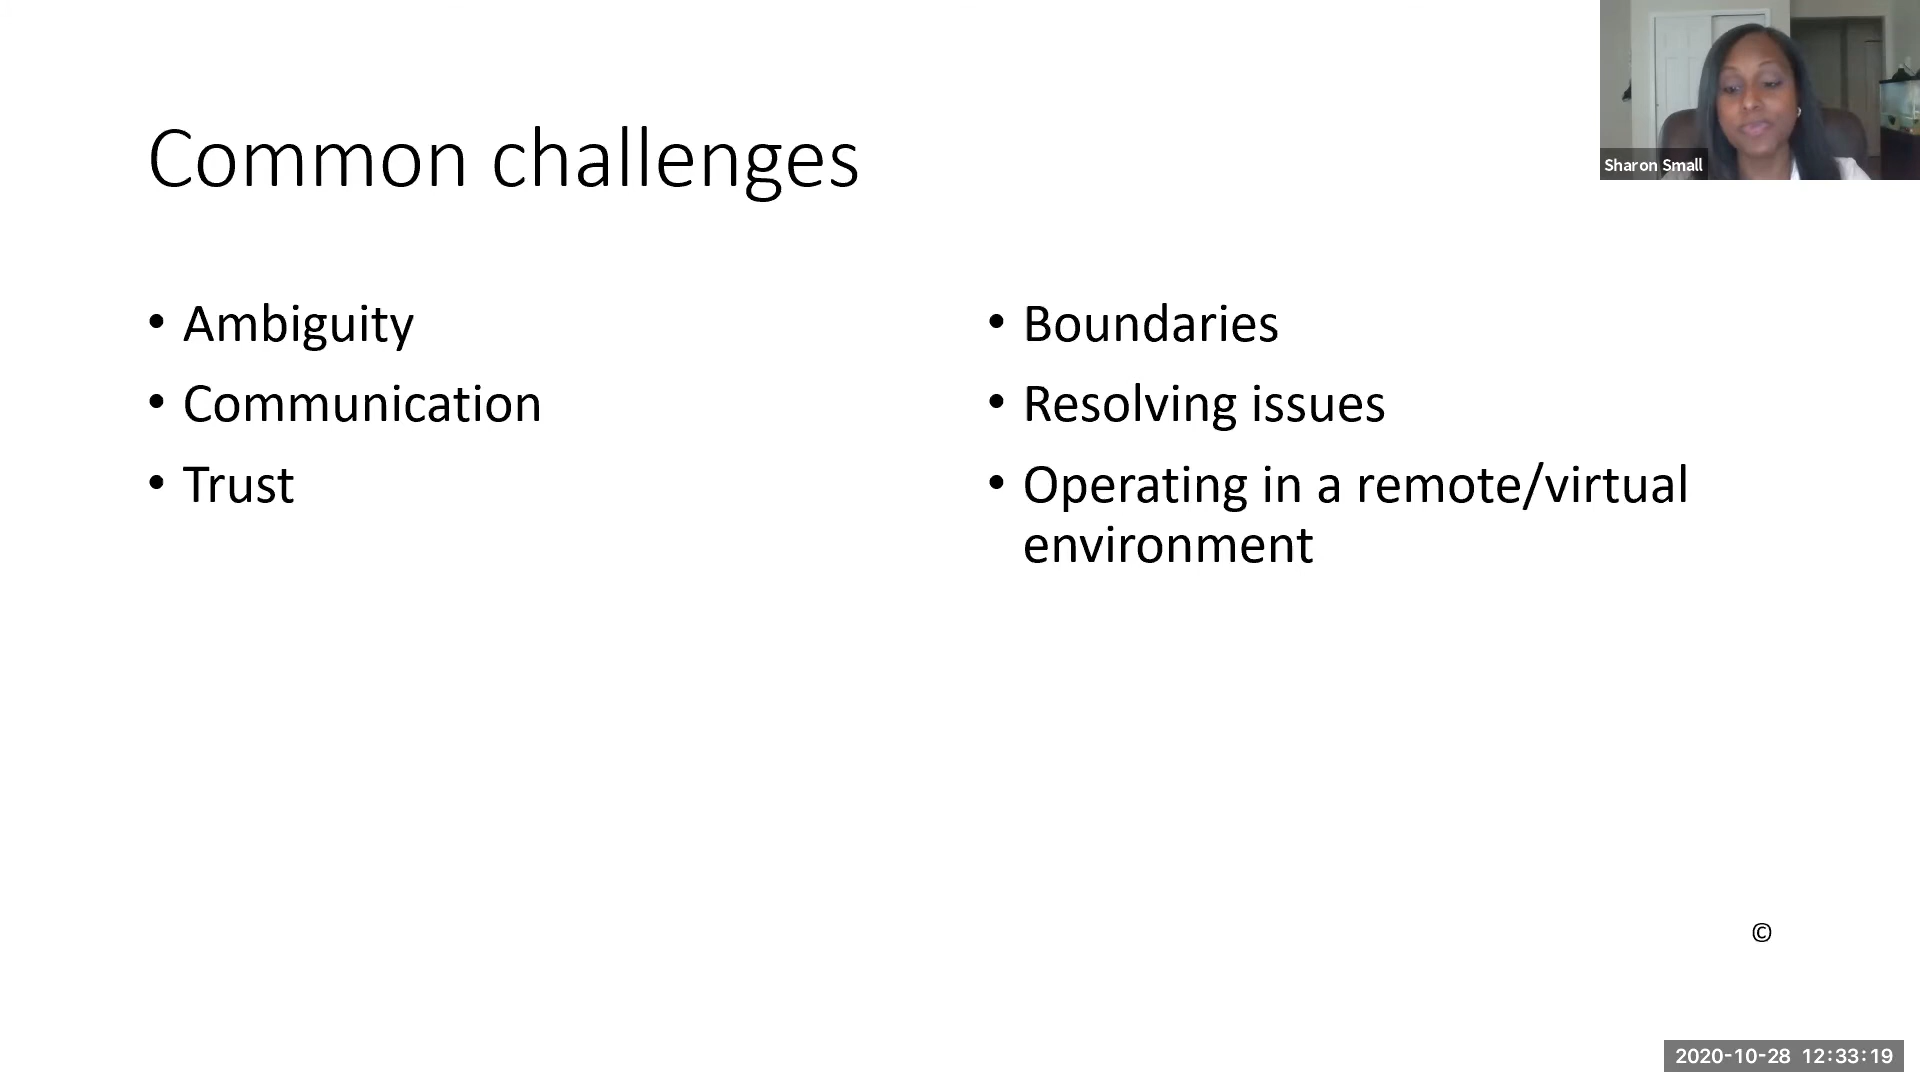 Sharon Small
Common challenges
• Ambiguity
• Communication
• Trust
• Boundaries
• Resolving issues
• Operating in a remote/virtual
environment
©
2020-10-28 12:33:19